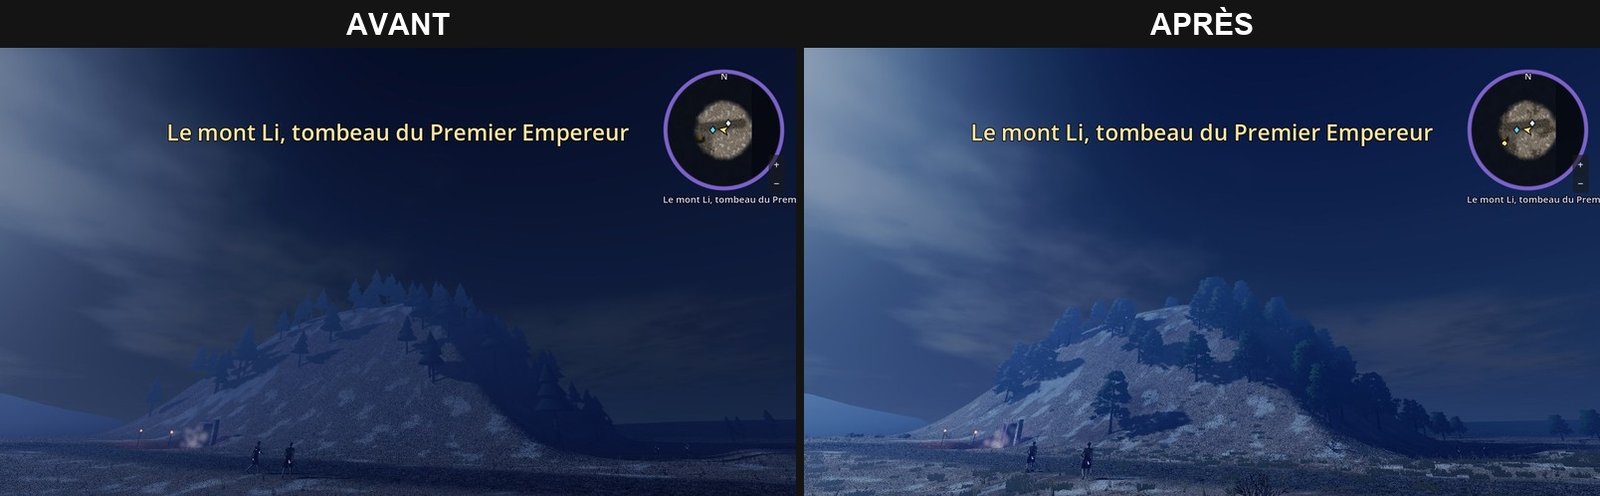 AVANT
APRÈS
N
Le mont Li, tombeau du Premier Empereur
+
−
Le mont Li, tombeau du Prem
N
Le mont Li, tombeau du Premier Empereur
+
−
Le mont Li, tombeau du Prem